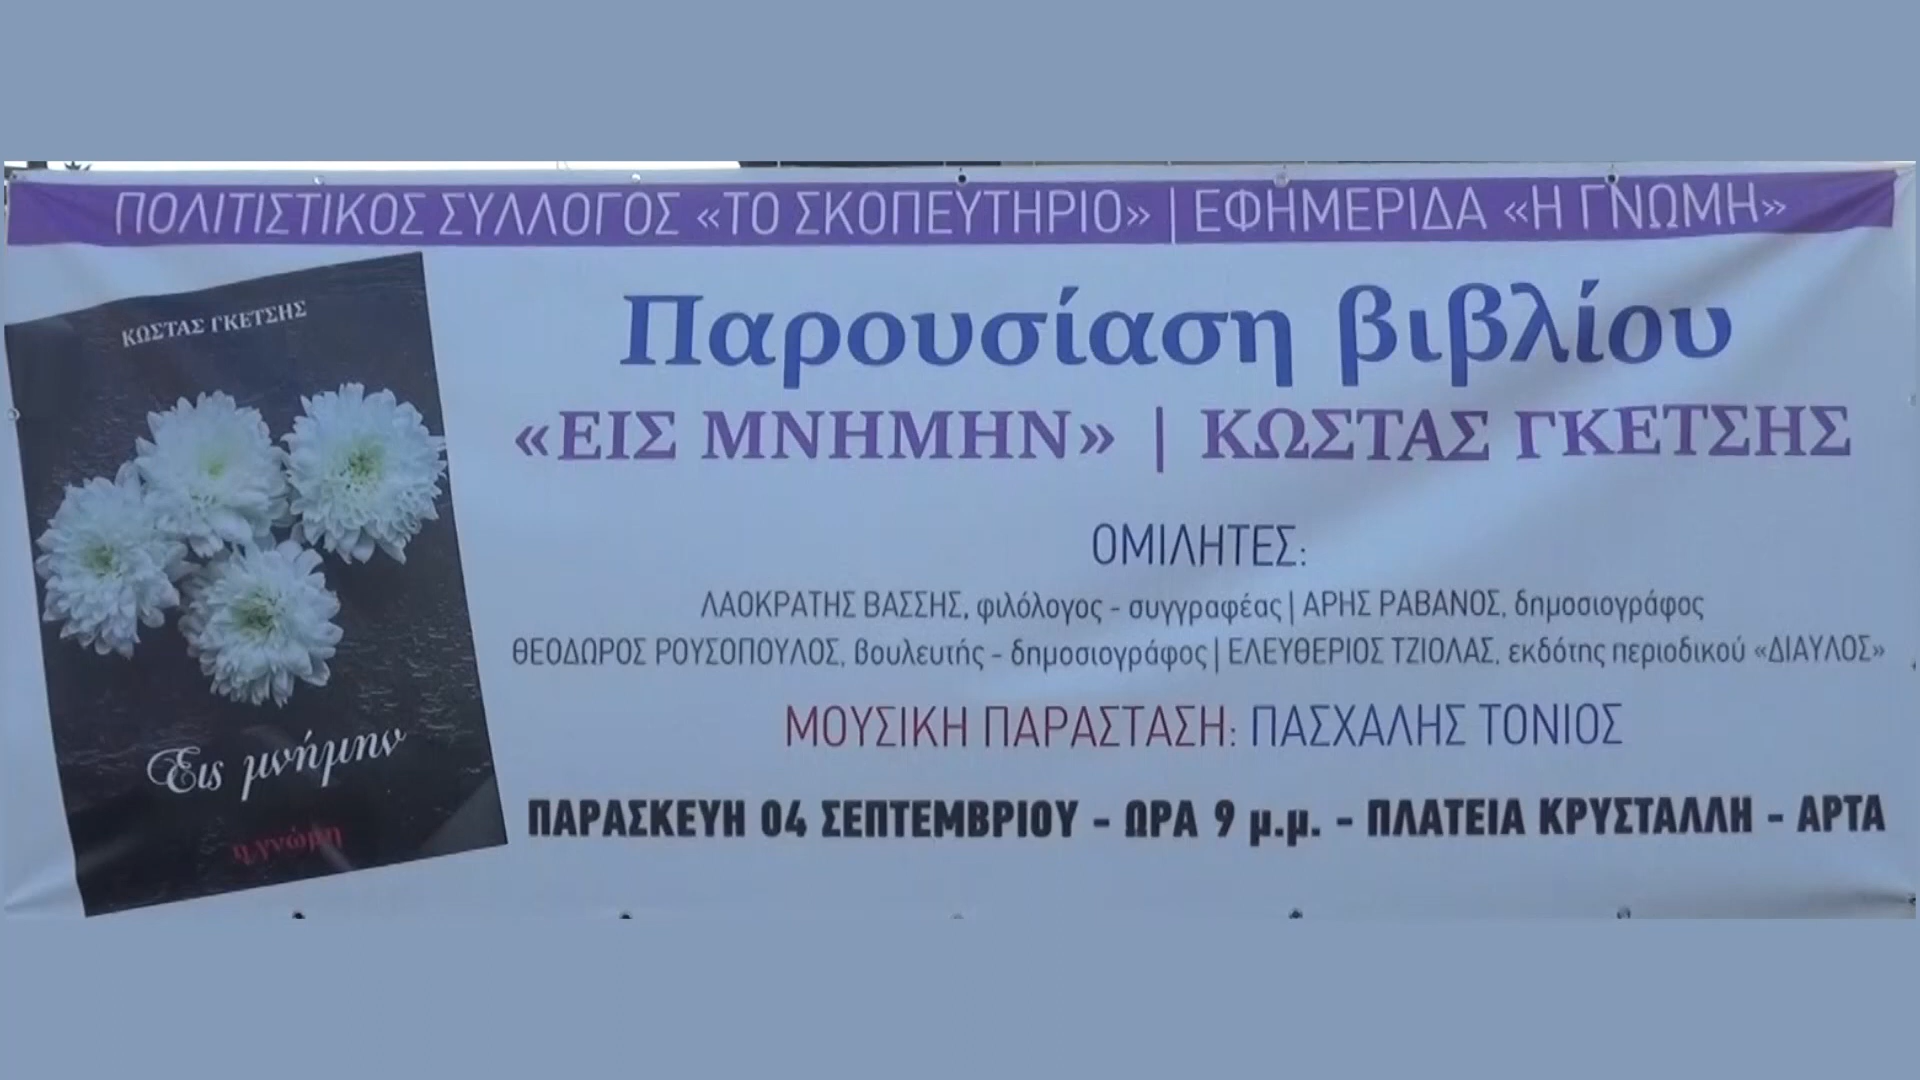 ΠΟΛΙΤΙΣΤΙΚΟΣ ΣΥΛΛΟΓΟΣ «ΤΟ ΣΚΟΠΕΥΤΗΡΙΟ» | ΕΦΗΜΕΡΙΔΑ «Η ΓΝΩΜΗ»
ΚΩΣΤΑΣ ΓΚΕΤΣΗΣ
Εις μνήμην
η γνώμη
Παρουσίαση βιβλίου
«ΕΙΣ ΜΝΗΜΗΝ» | ΚΩΣΤΑΣ ΓΚΕΤΣΗΣ
ΟΜΙΛΗΤΕΣ:
ΛΑΟΚΡΑΤΗΣ ΒΑΣΣΗΣ, φιλόλογος - συγγραφέας | ΑΡΗΣ ΡΑΒΑΝΟΣ, δημοσιογράφος
ΘΕΟΔΩΡΟΣ ΡΟΥΣΟΠΟΥΛΟΣ, βουλευτής - δημοσιογράφος | ΕΛΕΥΘΕΡΙΟΣ ΤΖΙΟΛΑΣ, εκδότης περιοδικού «ΔΙΑΥΛΟΣ»
ΜΟΥΣΙΚΗ ΠΑΡΑΣΤΑΣΗ: ΠΑΣΧΑΛΗΣ ΤΟΝΙΟΣ
ΠΑΡΑΣΚΕΥΗ 04 ΣΕΠΤΕΜΒΡΙΟΥ - ΩΡΑ 9 μ.μ. - ΠΛΑΤΕΙΑ ΚΡΥΣΤΑΛΛΗ - ΑΡΤΑ